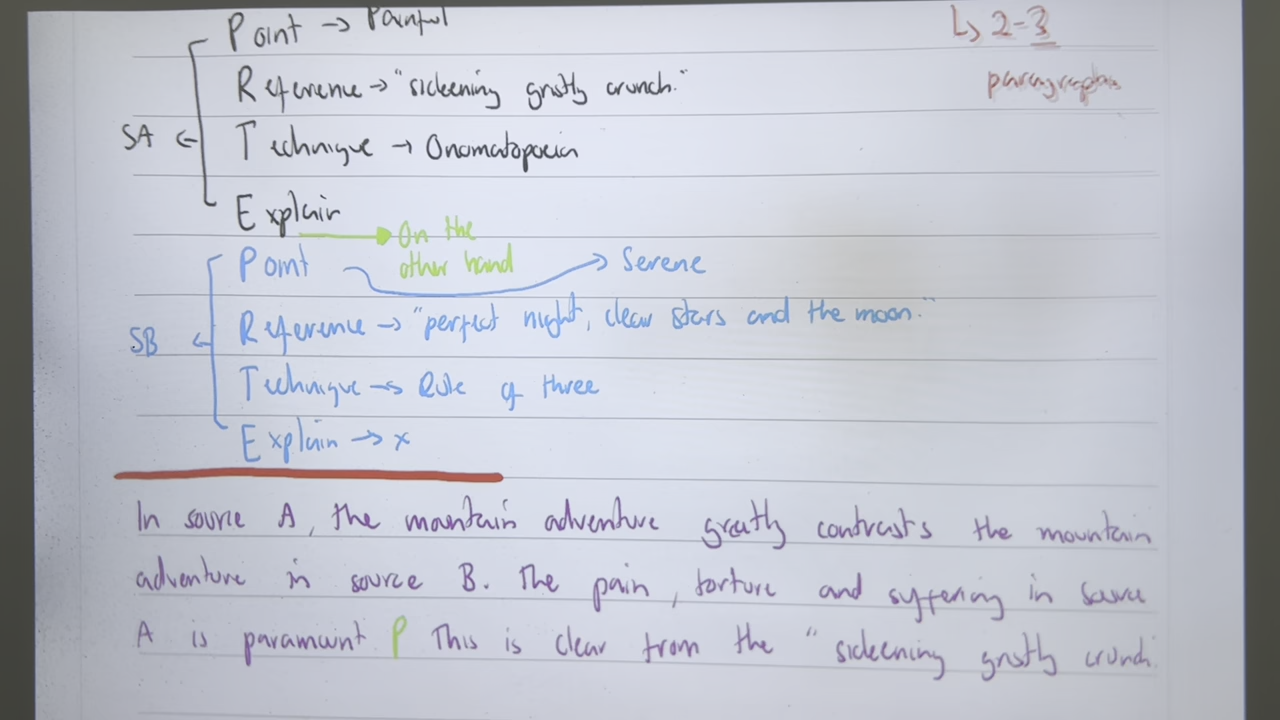 Point → Painful
↳ 2-3
Reference → "sickening gristly crunch."
paragraphs
SA ← Technique → Onomatopoeia
Explain → On the
other hand
Point → Serene
Reference → "perfect night, clear stars and the moon."
SB ←
Technique → Rule of three
Explain → x
In source A, the mountain adventure greatly contrasts the mountain
adventure in source B. The pain, torture and suffering in source
A is paramount P This is clear from the "sickening gristly crunch.